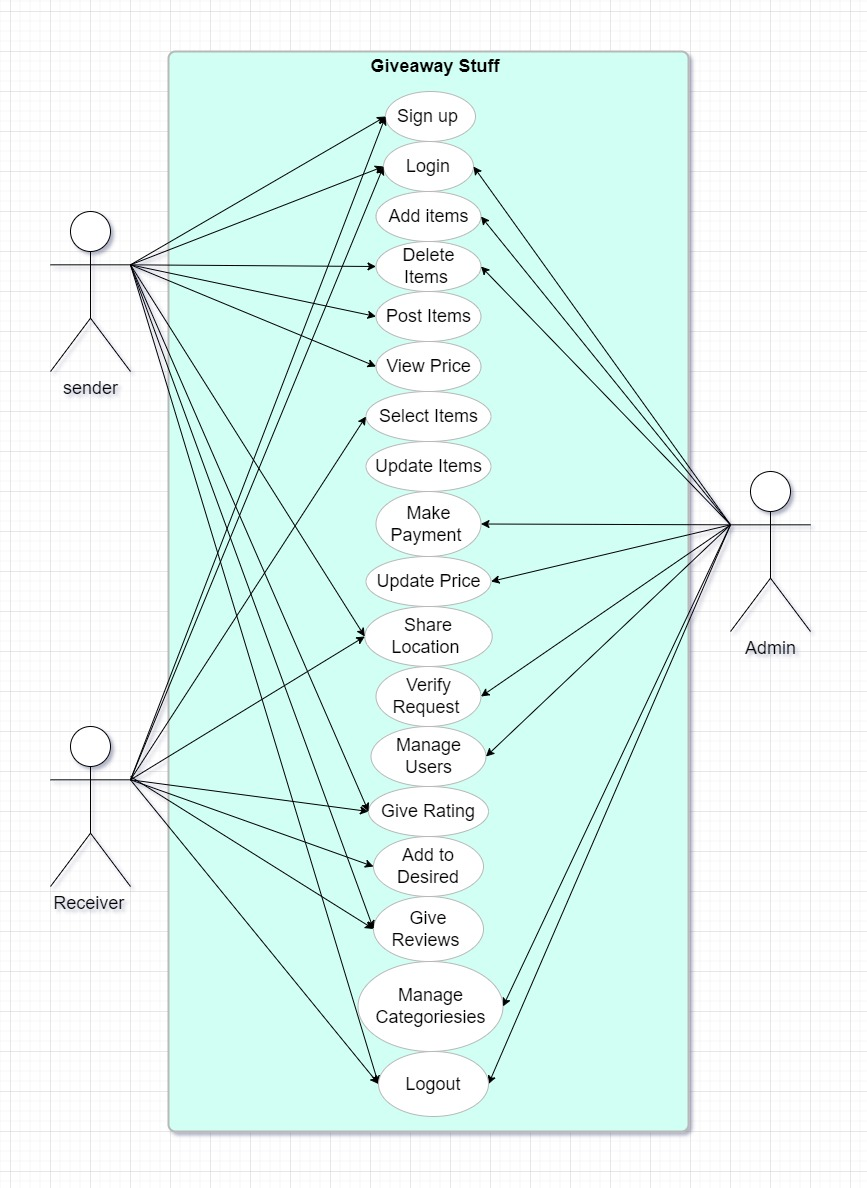 Giveaway Stuff
Sign up
Login
Add items
Delete
Items
Post Items
View Price
sender
Select Items
Update Items
Make
Payment
Update Price
Share
Location
Admin
Verify
Request
Manage
Users
Give Rating
Add to
Desired
Receiver
Give
Reviews
Manage
Categoriesies
Logout